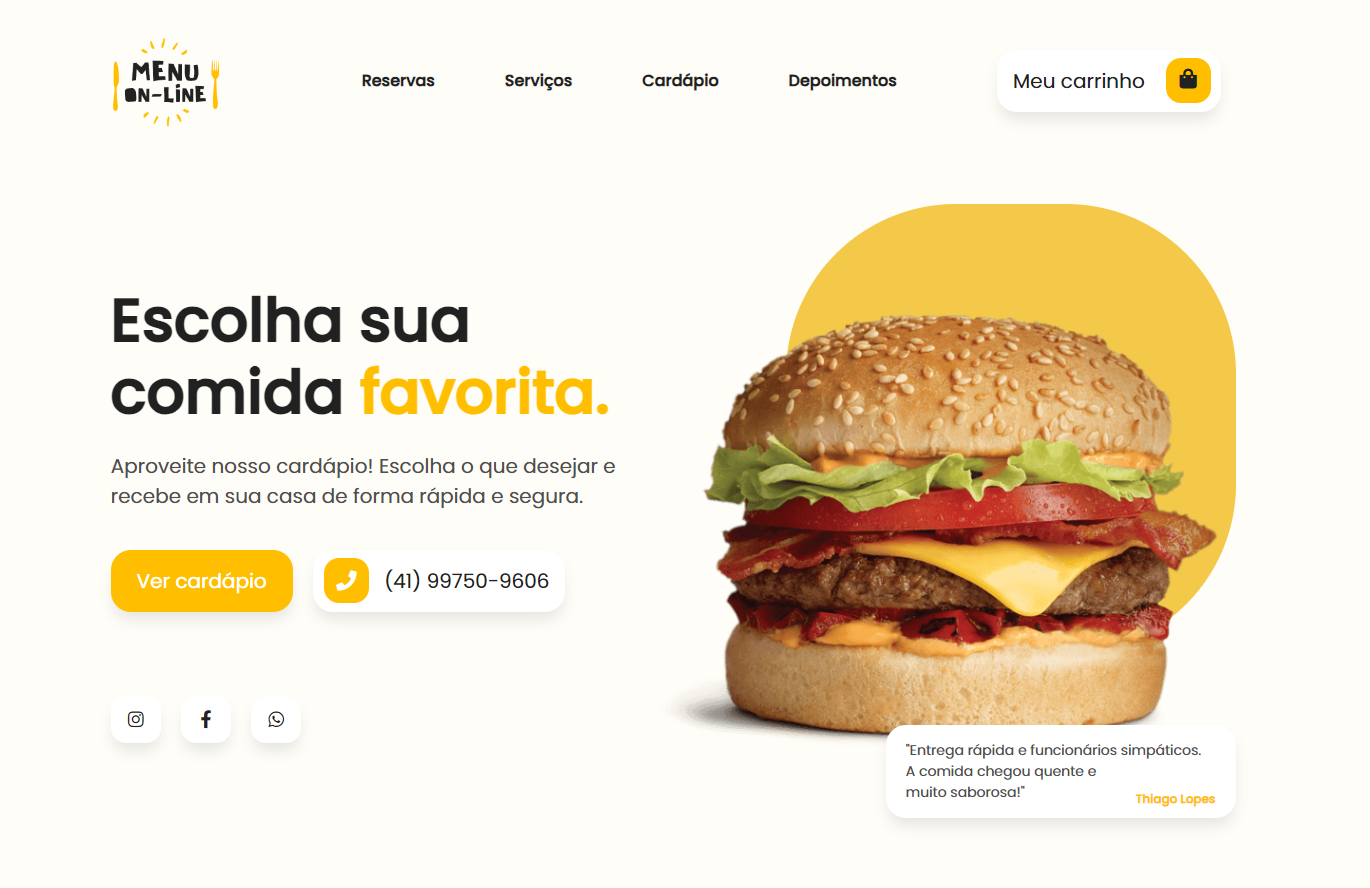 MENU
ON-LINE
Reservas
Serviços
Cardápio
Depoimentos
Meu carrinho
Escolha sua
comida favorita.
Aproveite nosso cardápio! Escolha o que desejar e
recebe em sua casa de forma rápida e segura.
Ver cardápio
(41) 99750-9606
"Entrega rápida e funcionários simpáticos.
A comida chegou quente e
muito saborosa!"
Thiago Lopes